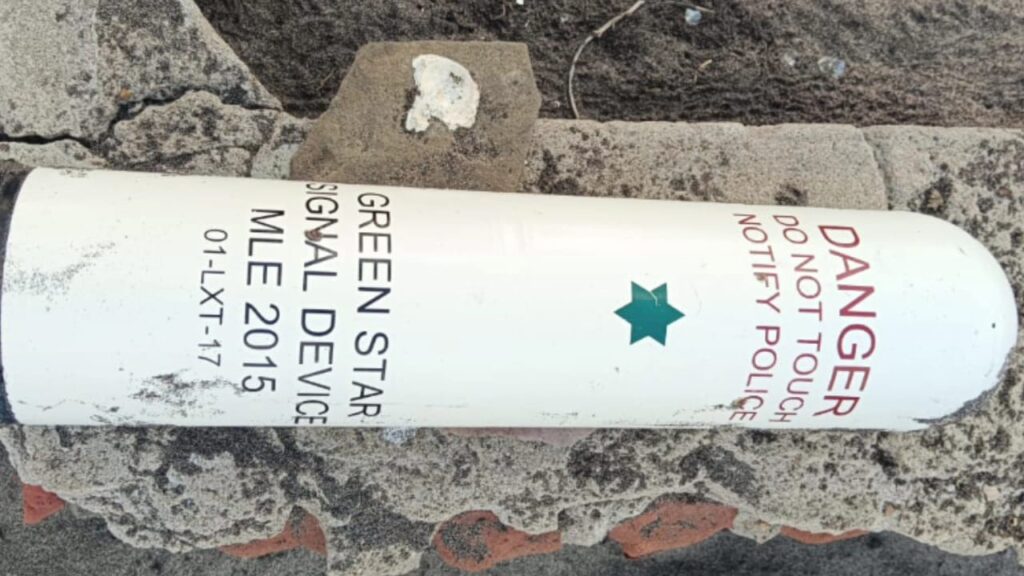 DANGER
DO NOT TOUCH
NOTIFY POLICE
GREEN STAR
SIGNAL DEVICE
MLE 2015
01-LXT-17